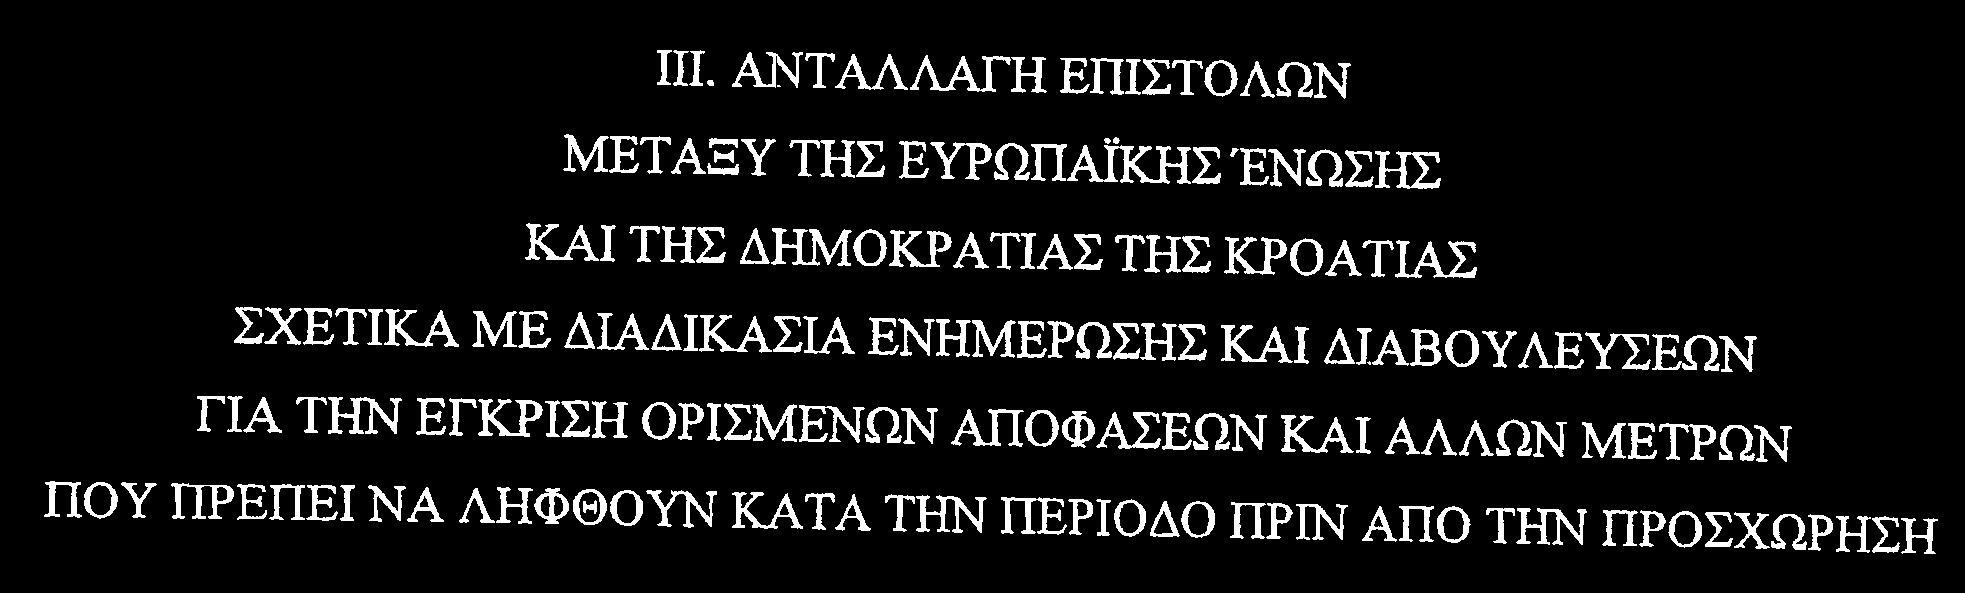 ΙΙΙ. ΑΝΤΑΛΛΑΓΗ ΕΠΙΣΤΟΛΩΝ
ΜΕΤΑΞΥ ΤΗΣ ΕΥΡΩΠΑΪΚΗΣ ΈΝΩΣΗΣ
ΚΑΙ ΤΗΣ ΔΗΜΟΚΡΑΤΙΑΣ ΤΗΣ ΚΡΟΑΤΙΑΣ
ΣΧΕΤΙΚΑ ΜΕ ΔΙΑΔΙΚΑΣΙΑ ΕΝΗΜΕΡΩΣΗΣ ΚΑΙ ΔΙΑΒΟΥΛΕΥΣΕΩΝ
ΓΙΑ ΤΗΝ ΕΓΚΡΙΣΗ ΟΡΙΣΜΕΝΩΝ ΑΠΟΦΑΣΕΩΝ ΚΑΙ ΑΛΛΩΝ ΜΕΤΡΩΝ
ΠΟΥ ΠΡΕΠΕΙ ΝΑ ΛΗΦΘΟΥΝ ΚΑΤΑ ΤΗΝ ΠΕΡΙΟΔΟ ΠΡΙΝ ΑΠΟ ΤΗΝ ΠΡΟΣΧΩΡΗΣΗ